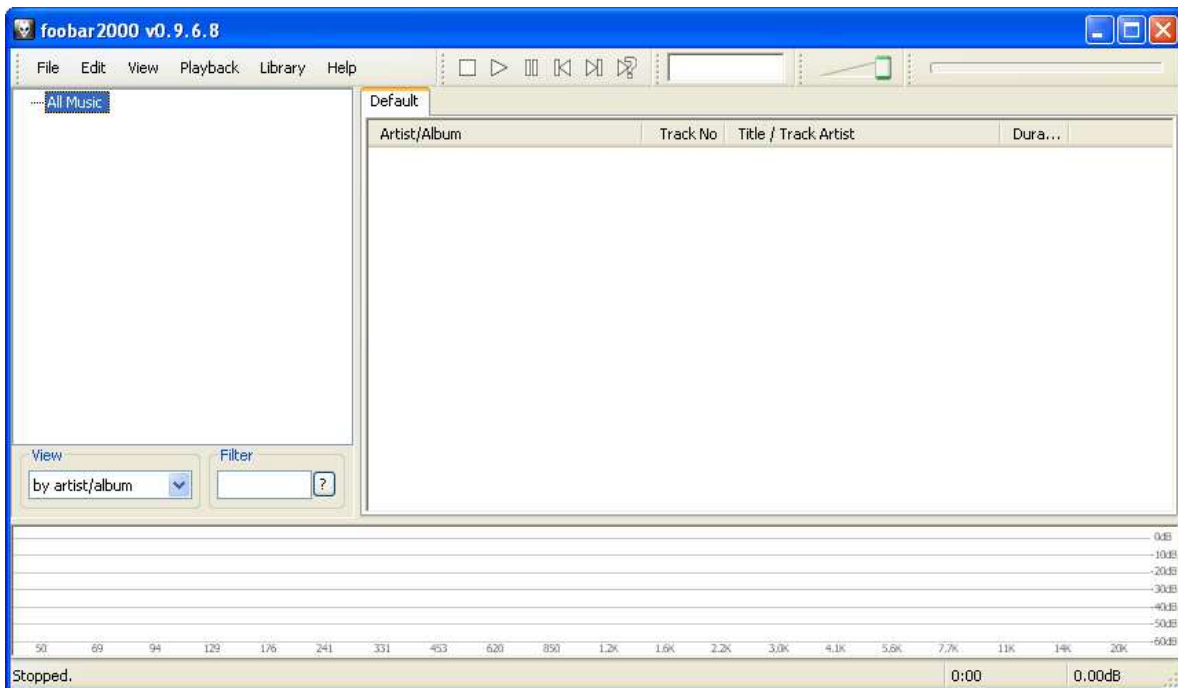 foobar2000 v0.9.6.8
File Edit View Playback Library Help
All Music
Default
Artist/Album Track No Title / Track Artist Dura...
View Filter
by artist/album ?
0dB
-10dB
-20dB
-30dB
-40dB
-50dB
-60dB
50 69 94 129 176 241 331 453 620 850 1.2K 1.6K 2.2K 3.0K 4.1K 5.6K 7.7K 11K 14K 20K
Stopped. 0:00 0.00dB